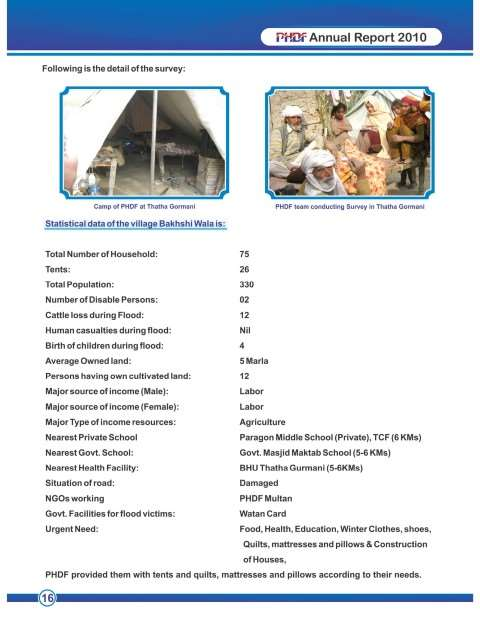 PHDF Annual Report 2010
Following is the detail of the survey:
Camp of PHDF at Thatha Gormani
PHDF team conducting Survey in Thatha Gormani
Statistical data of the village Bakhshi Wala is:
Total Number of Household: 75
Tents: 26
Total Population: 330
Number of Disable Persons: 02
Cattle loss during Flood: 12
Human casualties during flood: Nil
Birth of children during flood: 4
Average Owned land: 5 Marla
Persons having own cultivated land: 12
Major source of income (Male): Labor
Major source of income (Female): Labor
Major Type of income resources: Agriculture
Nearest Private School Paragon Middle School (Private), TCF (6 KMs)
Nearest Govt. School: Govt. Masjid Maktab School (5-6 KMs)
Nearest Health Facility: BHU Thatha Gurmani (5-6KMs)
Situation of road: Damaged
NGOs working PHDF Multan
Govt. Facilities for flood victims: Watan Card
Urgent Need: Food, Health, Education, Winter Clothes, shoes,
Quilts, mattresses and pillows & Construction
of Houses,
PHDF provided them with tents and quilts, mattresses and pillows according to their needs.
16